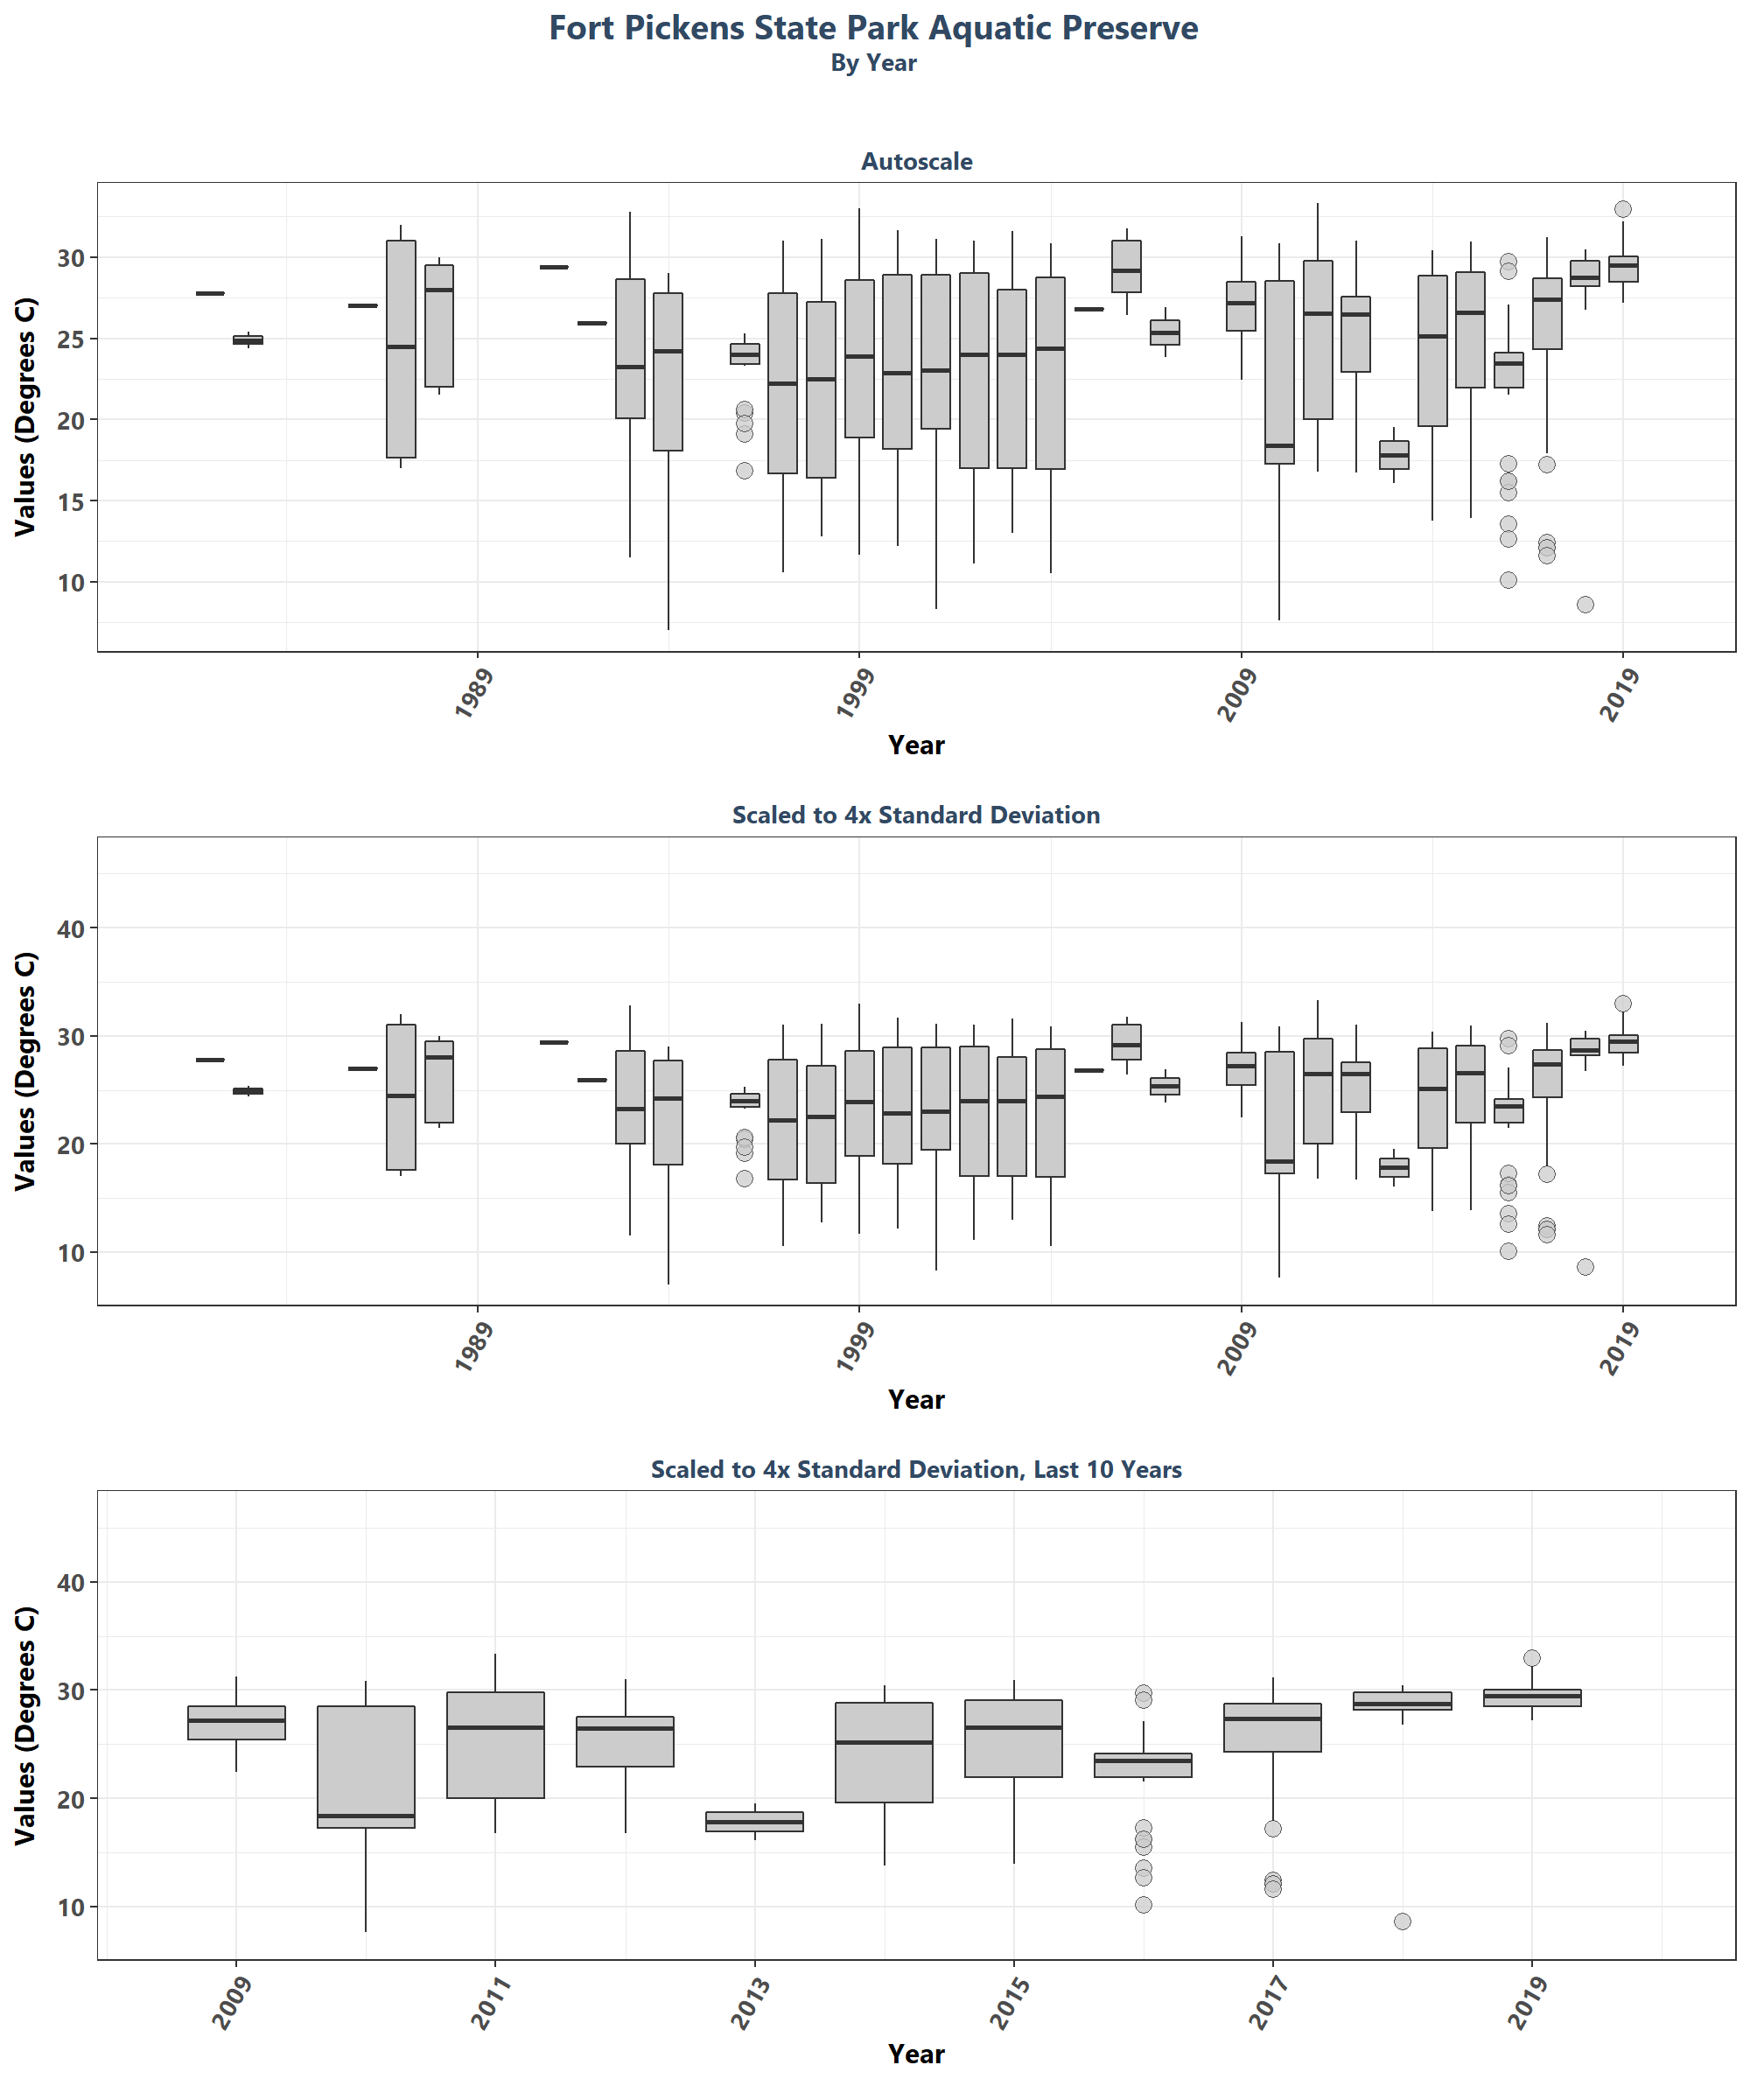 Fort Pickens State Park Aquatic Preserve
By Year
Autoscale
Values (Degrees C)
30
25
20
15
10
1989
1999
2009
2019
Year
Scaled to 4x Standard Deviation
Values (Degrees C)
40
30
20
10
1989
1999
2009
2019
Year
Scaled to 4x Standard Deviation, Last 10 Years
Values (Degrees C)
40
30
20
10
2009
2011
2013
2015
2017
2019
Year